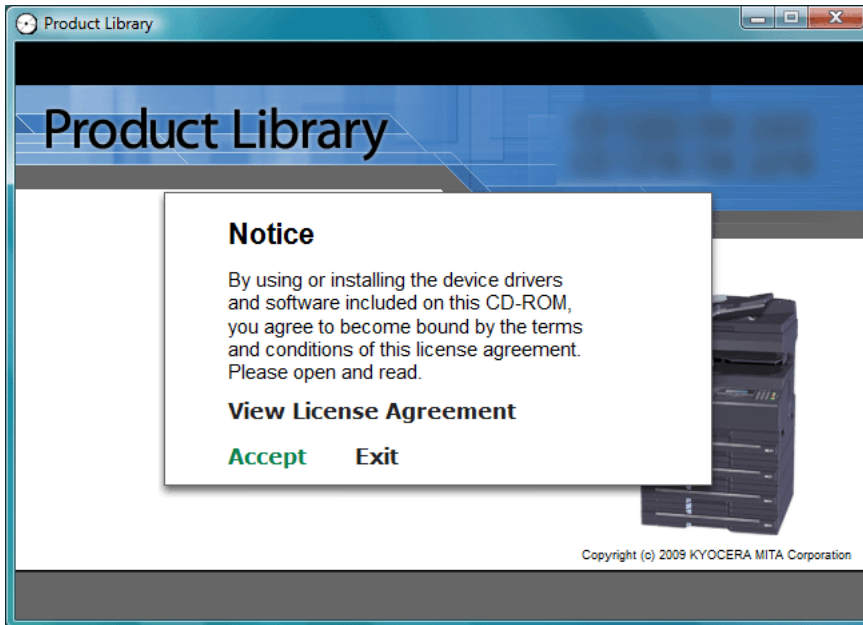 Product Library
Product Library
Notice
By using or installing the device drivers
and software included on this CD-ROM,
you agree to become bound by the terms
and conditions of this license agreement.
Please open and read.
View License Agreement
Accept Exit
Copyright (c) 2009 KYOCERA MITA Corporation